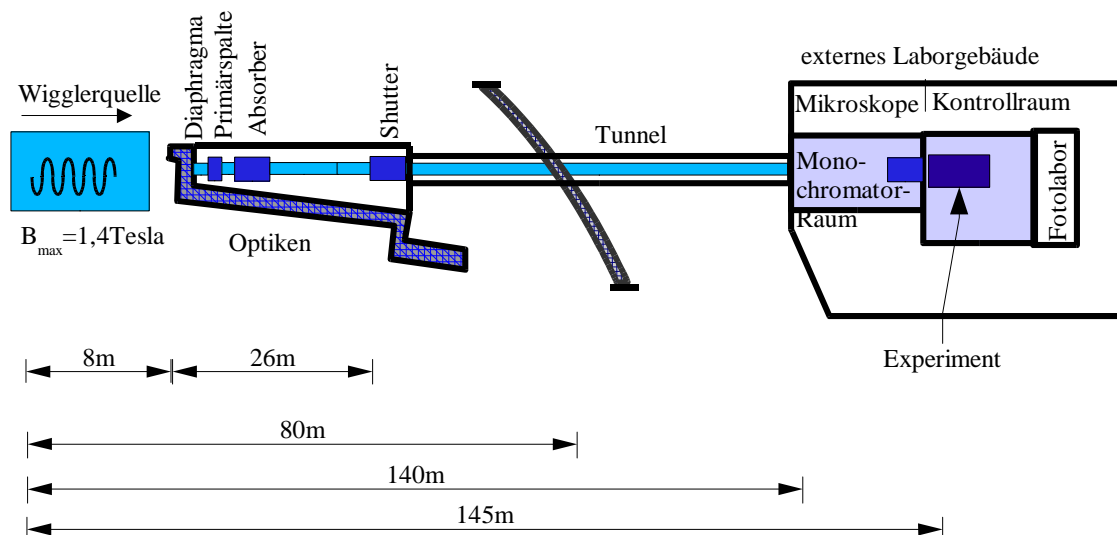 externes Laborgebäude
Wigglerquelle
Diaphragma
Primärspalte
Absorber
Shutter
Tunnel
Mikroskope
Kontrollraum
Mono-
chromator-
Raum
Fotolabor
Bmax=1,4Tesla
Optiken
Experiment
8m
26m
80m
140m
145m